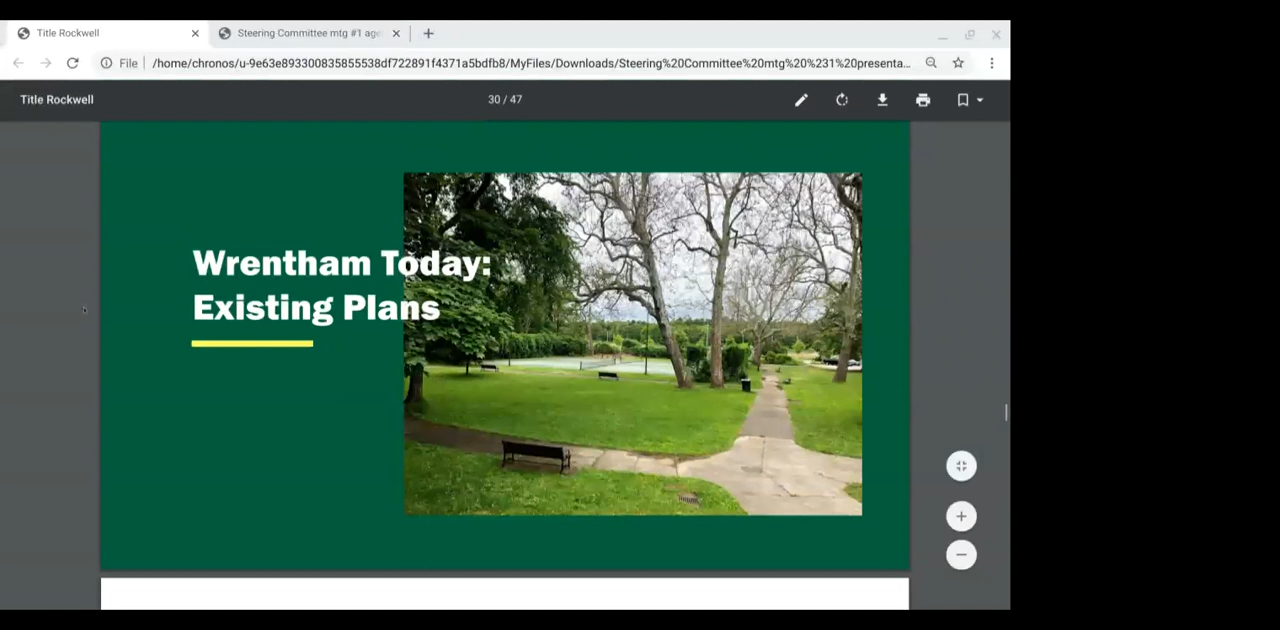 Title Rockwell
Steering Committee mtg #1 age
File
/home/chronos/u-9e63e893300835855538df722891f4371a5bdfb8/MyFiles/Downloads/Steering%20Committee%20mtg%20%231%20presenta...
Title Rockwell
30 / 47
Wrentham Today:
Existing Plans